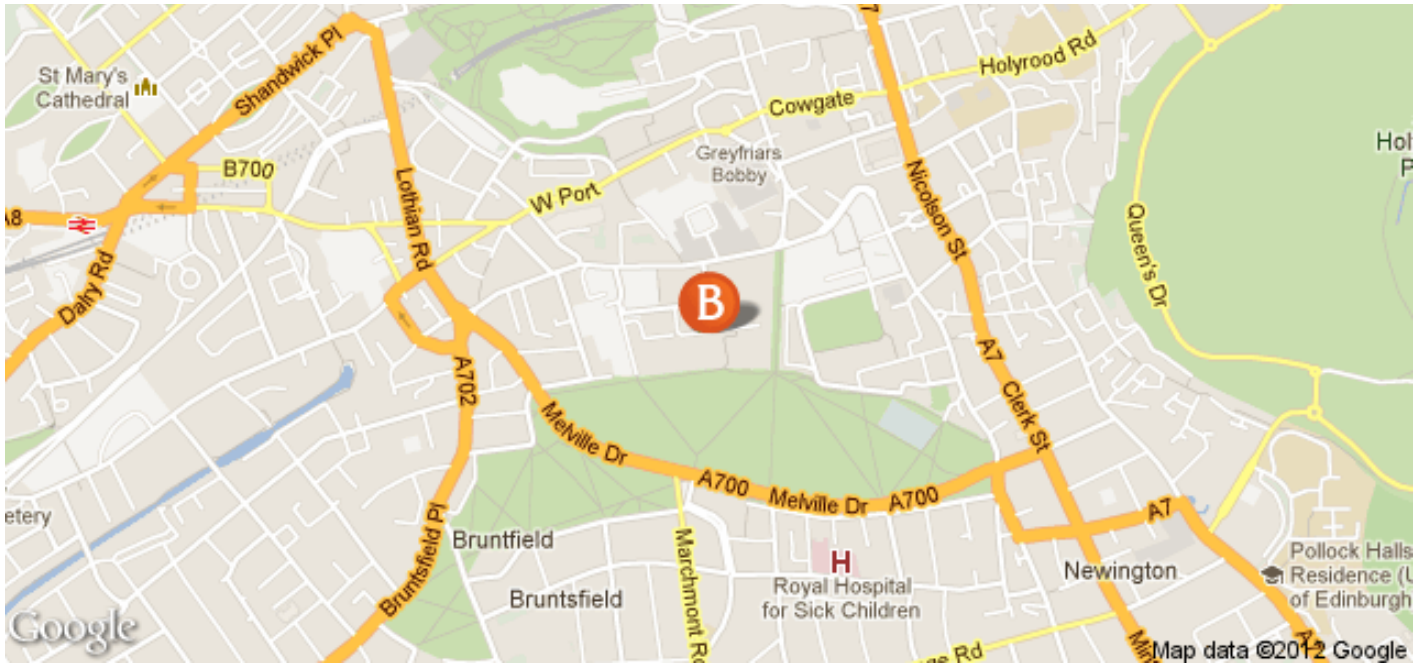 St Mary's
Cathedral
Shandwick Pl
B700
Lothian Rd
W Port
Cowgate
Holyrood Rd
Greyfriars
Bobby
Nicolson St
Queen's Dr
Dalry Rd
B
A7
Clerk St
A702
Melville Dr
A700
Melville Dr
A700
A7
Bruntsfield Pl
Bruntfield
Bruntsfield
Marchmont
H
Royal Hospital
for Sick Children
Newington
Pollock Halls
Residence
of Edinburgh
Google
Map data ©2012 Google